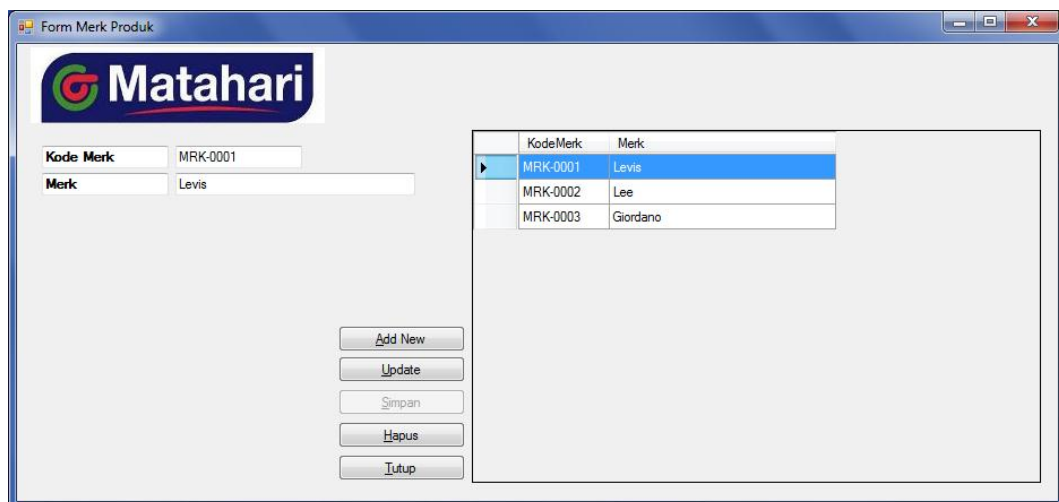 Form Merk Produk
Matahari
Kode Merk MRK-0001
Merk Levis
KodeMerk Merk
MRK-0001 Levis
MRK-0002 Lee
MRK-0003 Giordano
Add New
Update
Simpan
Hapus
Tutup